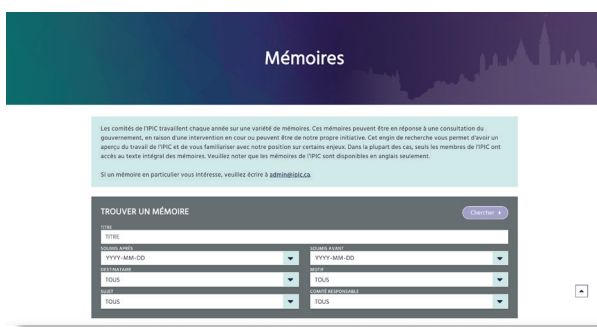 Mémoires
Les comités de l'IPIC travaillent chaque année sur une variété de mémoires. Ces mémoires peuvent être en réponse à une consultation du
gouvernement, en raison d'une intervention en cour ou peuvent être de notre propre initiative. Cet engin de recherche vous permet d'avoir un
aperçu du travail de l'IPIC et de vous familiariser avec notre position sur certains enjeux. Dans la plupart des cas, seuls les membres de l'IPIC ont
accès au texte intégral des mémoires. Veuillez noter que les mémoires de l'IPIC sont disponibles en anglais seulement.
Si un mémoire en particulier vous intéresse, veuillez écrire à admin@ipic.ca.
TROUVER UN MÉMOIRE Chercher
TITRE
TITRE
SOUMIS APRÈS SOUMIS AVANT
YYYY-MM-DD YYYY-MM-DD
DESTINATAIRE MOTIF
TOUS TOUS
SUJET COMITÉ RESPONSABLE
TOUS TOUS